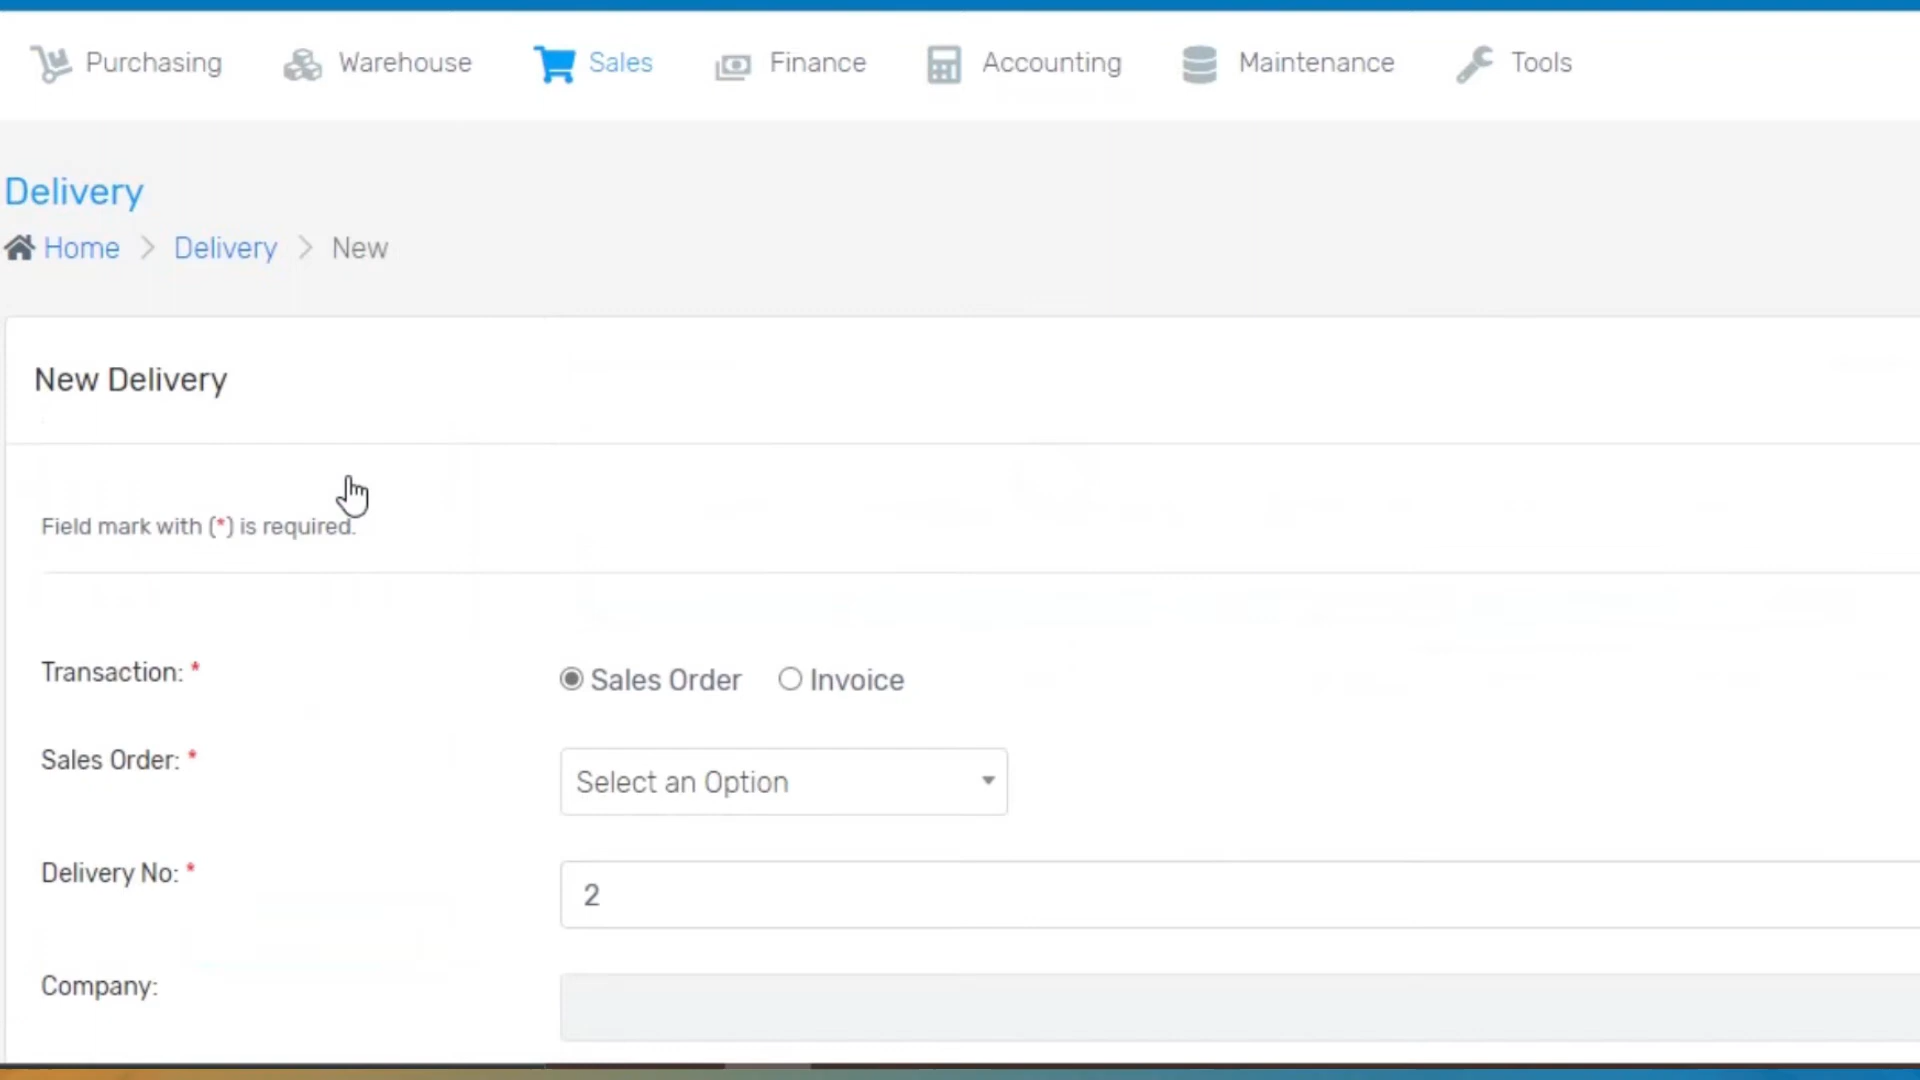 Purchasing Warehouse Sales Finance Accounting Maintenance Tools
Delivery
Home > Delivery > New
New Delivery
Field mark with (*) is required.
Transaction: * Sales Order Invoice
Sales Order: * Select an Option
Delivery No: * 2
Company: